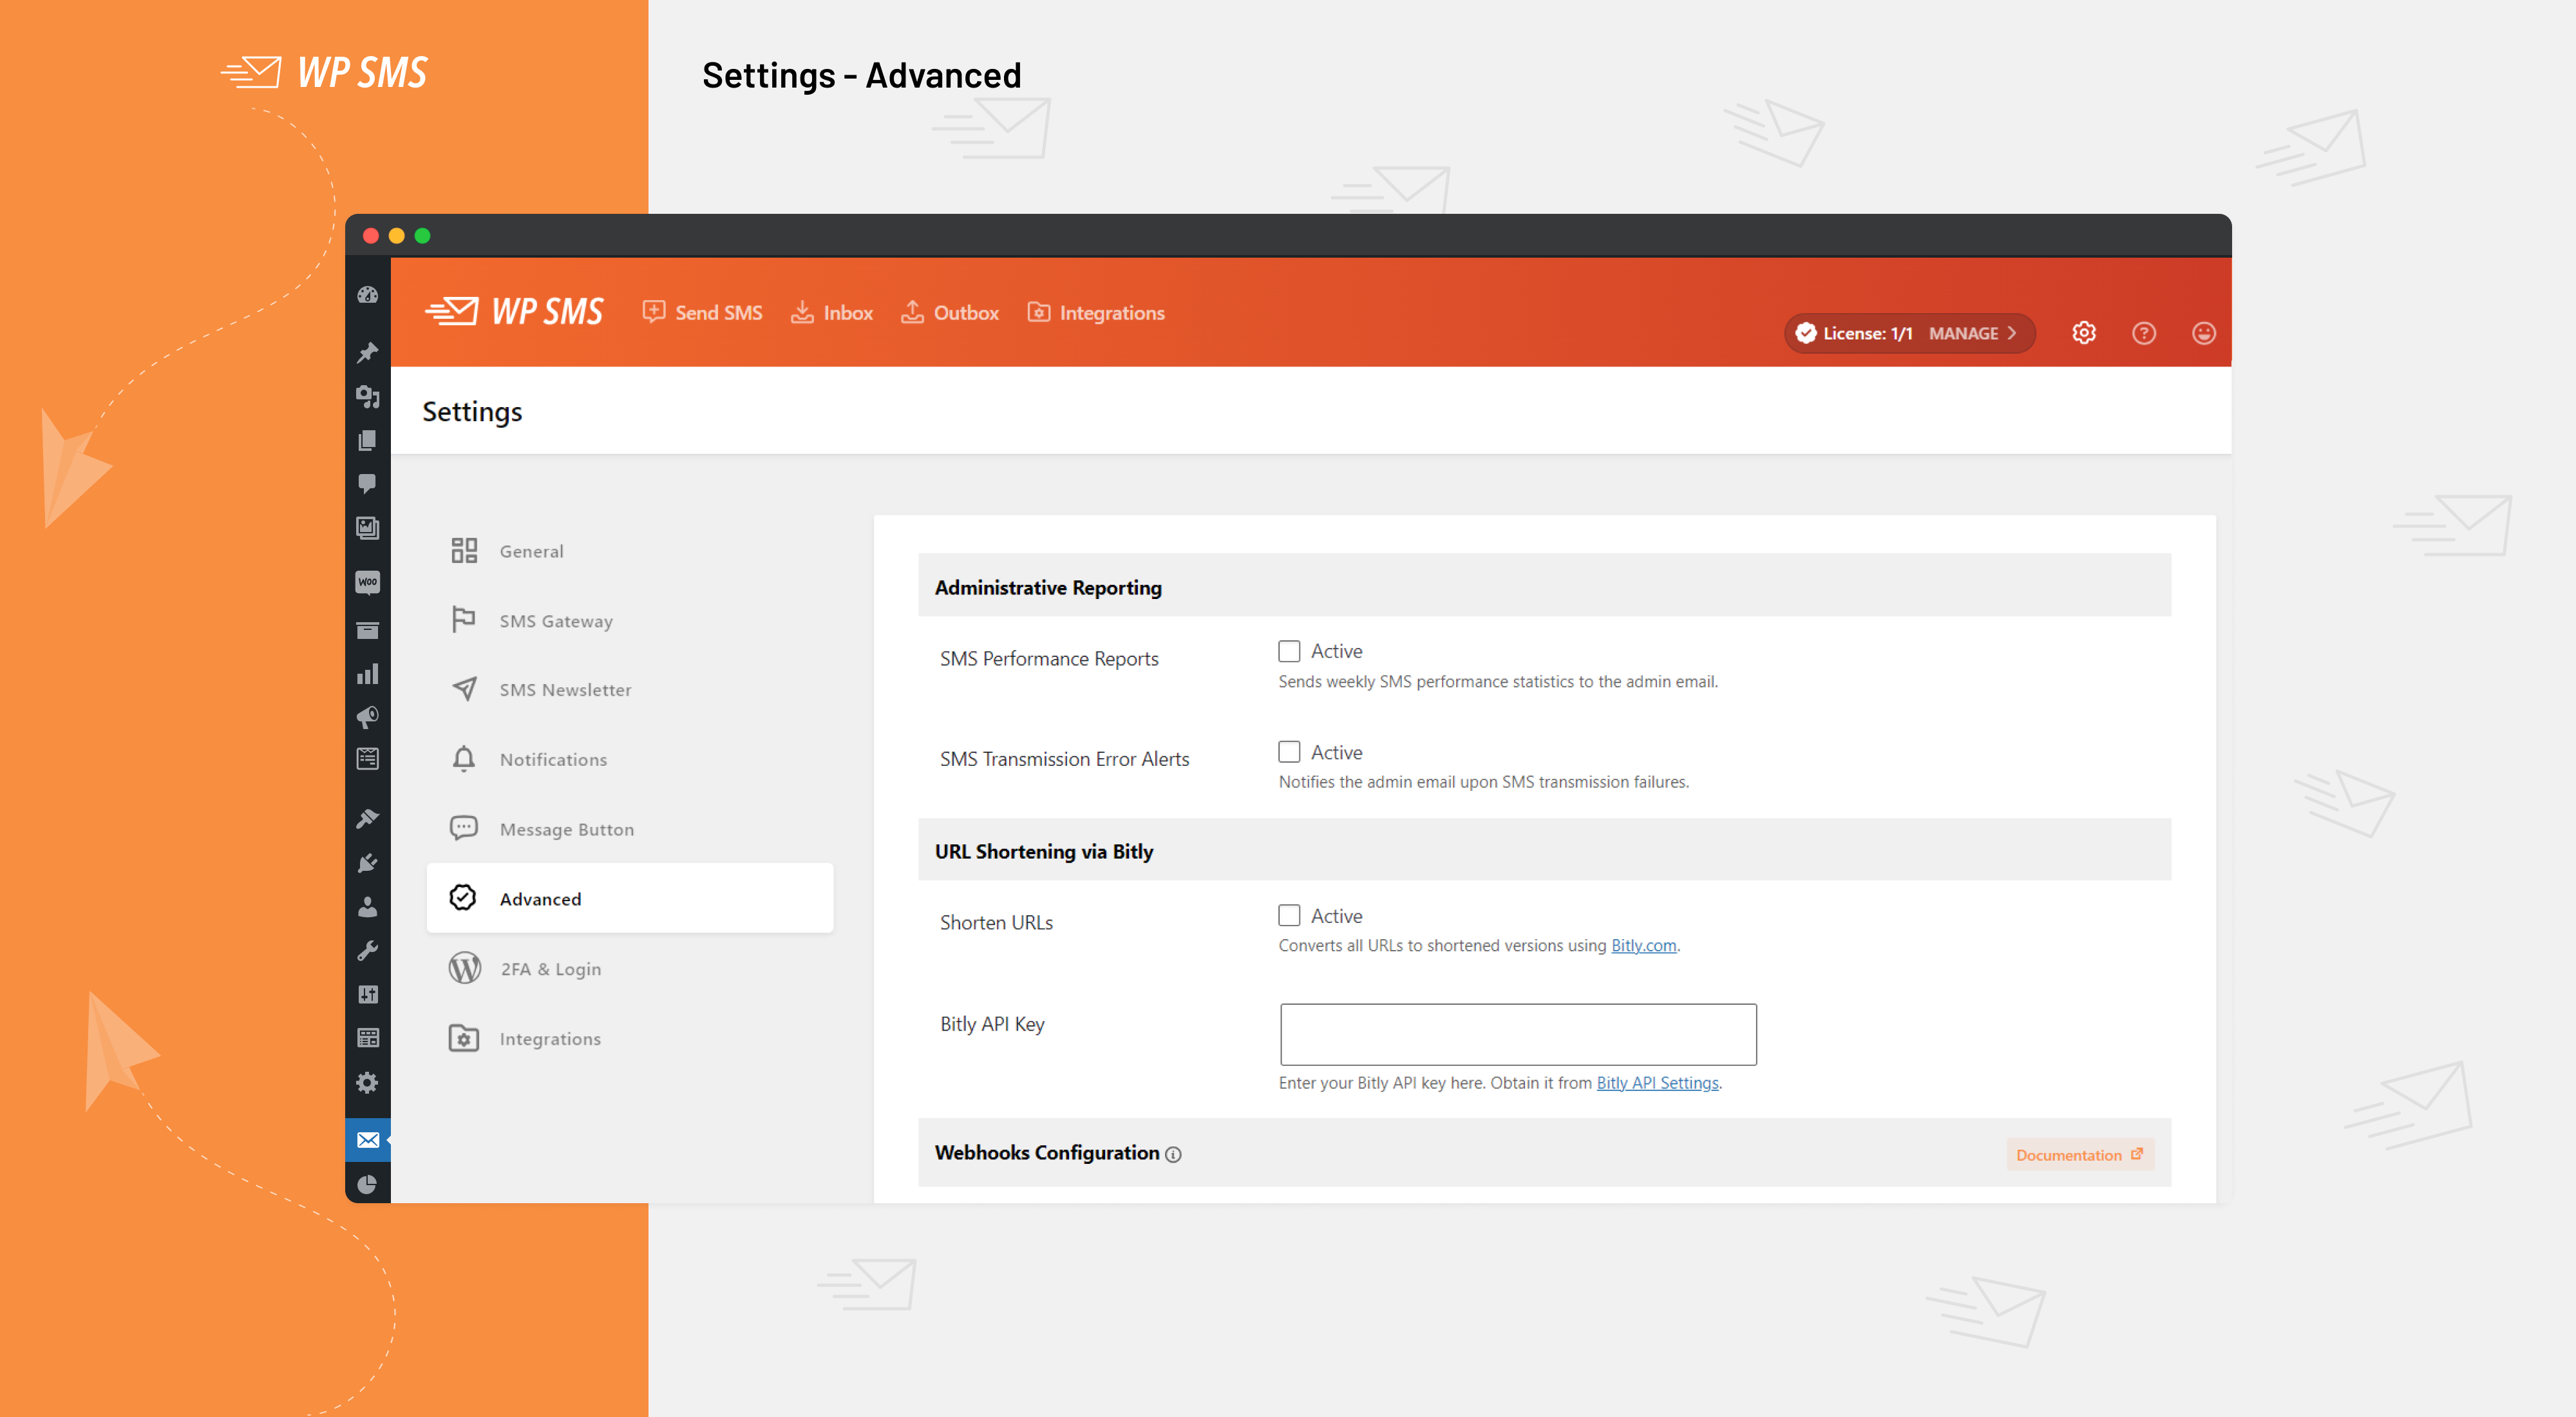 WP SMS
Settings - Advanced
WP SMS
Send SMS
Inbox
Outbox
Integrations
License: 1/1 MANAGE
Settings
General
SMS Gateway
SMS Newsletter
Notifications
Message Button
Advanced
2FA & Login
Integrations
Woo
Administrative Reporting
SMS Performance Reports
Active
Sends weekly SMS performance statistics to the admin email.
SMS Transmission Error Alerts
Active
Notifies the admin email upon SMS transmission failures.
URL Shortening via Bitly
Shorten URLs
Active
Converts all URLs to shortened versions using Bitly.com.
Bitly API Key
Enter your Bitly API key here. Obtain it from Bitly API Settings.
Webhooks Configuration
Documentation